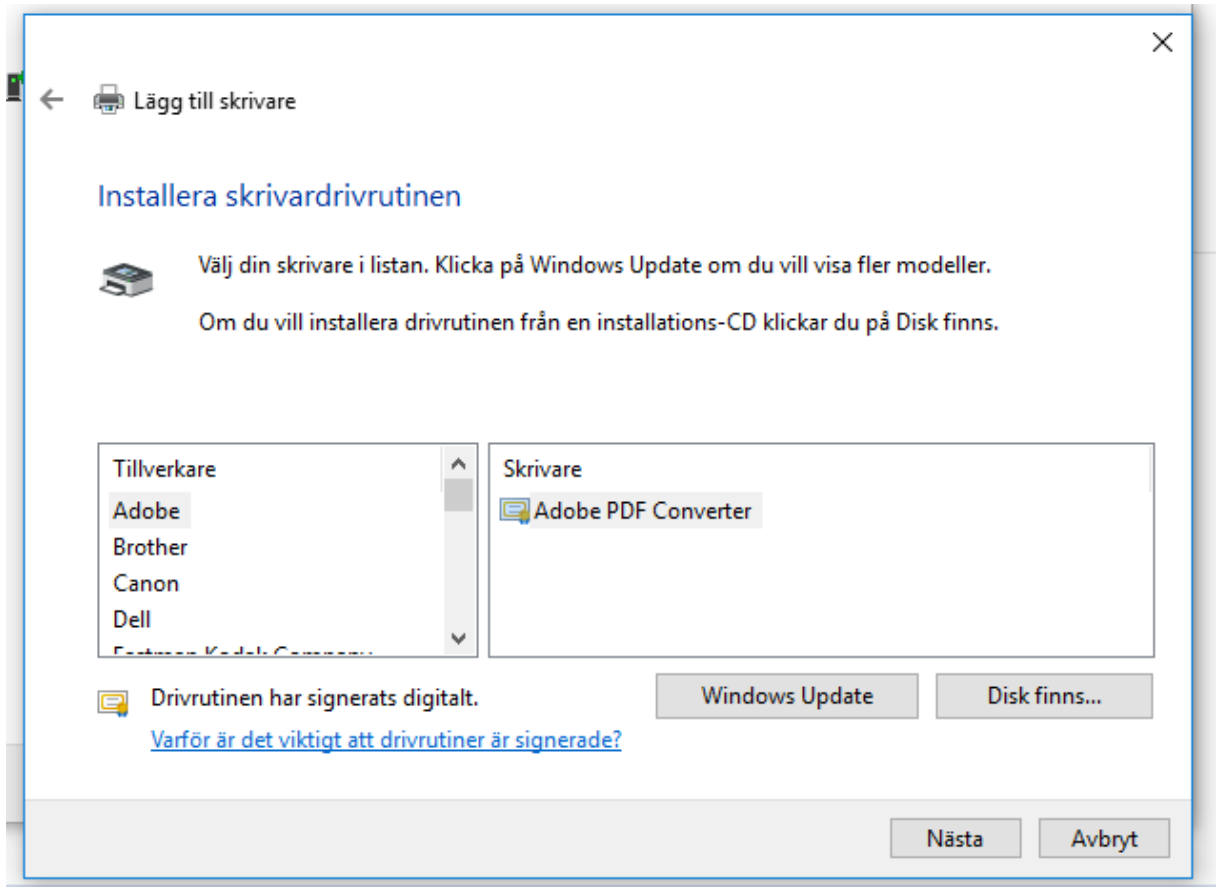 Lägg till skrivare
Installera skrivardrivrutinen
Välj din skrivare i listan. Klicka på Windows Update om du vill visa fler modeller.
Om du vill installera drivrutinen från en installations-CD klickar du på Disk finns.
Tillverkare
Adobe
Brother
Canon
Dell
Eastman Kodak Company
Skrivare
Adobe PDF Converter
Drivrutinen har signerats digitalt.
Varför är det viktigt att drivrutiner är signerade?
Windows Update
Disk finns...
Nästa
Avbryt